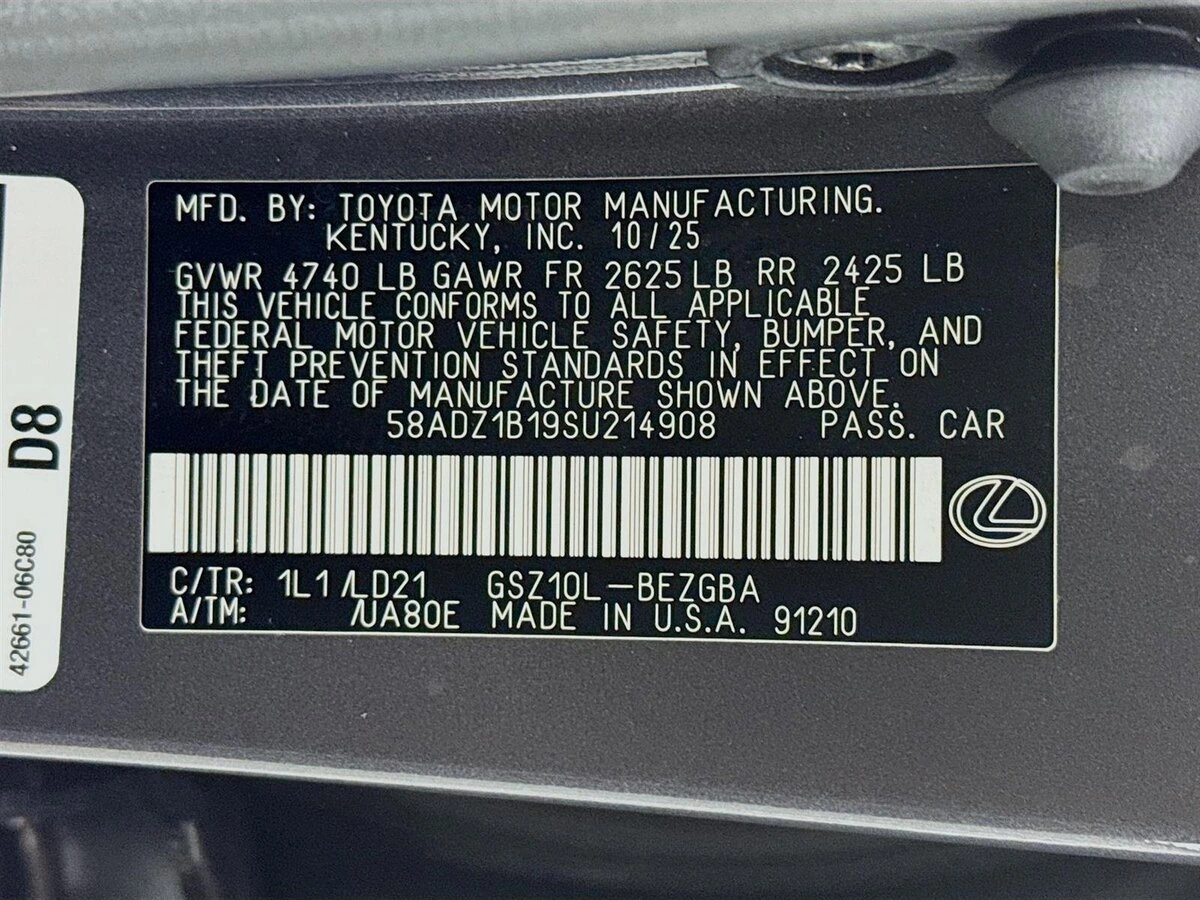 MFD. BY: TOYOTA MOTOR MANUFACTURING.
KENTUCKY, INC. 10/25
GVWR 4740 LB GAWR FR 2625 LB RR 2425 LB
THIS VEHICLE CONFORMS TO ALL APPLICABLE
FEDERAL MOTOR VEHICLE SAFETY, BUMPER, AND
THEFT PREVENTION STANDARDS IN EFFECT ON
THE DATE OF MANUFACTURE SHOWN ABOVE.
58ADZ1B19SU214908 PASS. CAR
C/TR: 1L1 /LD21 GSZ10L-BEZGBA
A/TM: /UA80E MADE IN U.S.A. 91210
D8
42661-06C80